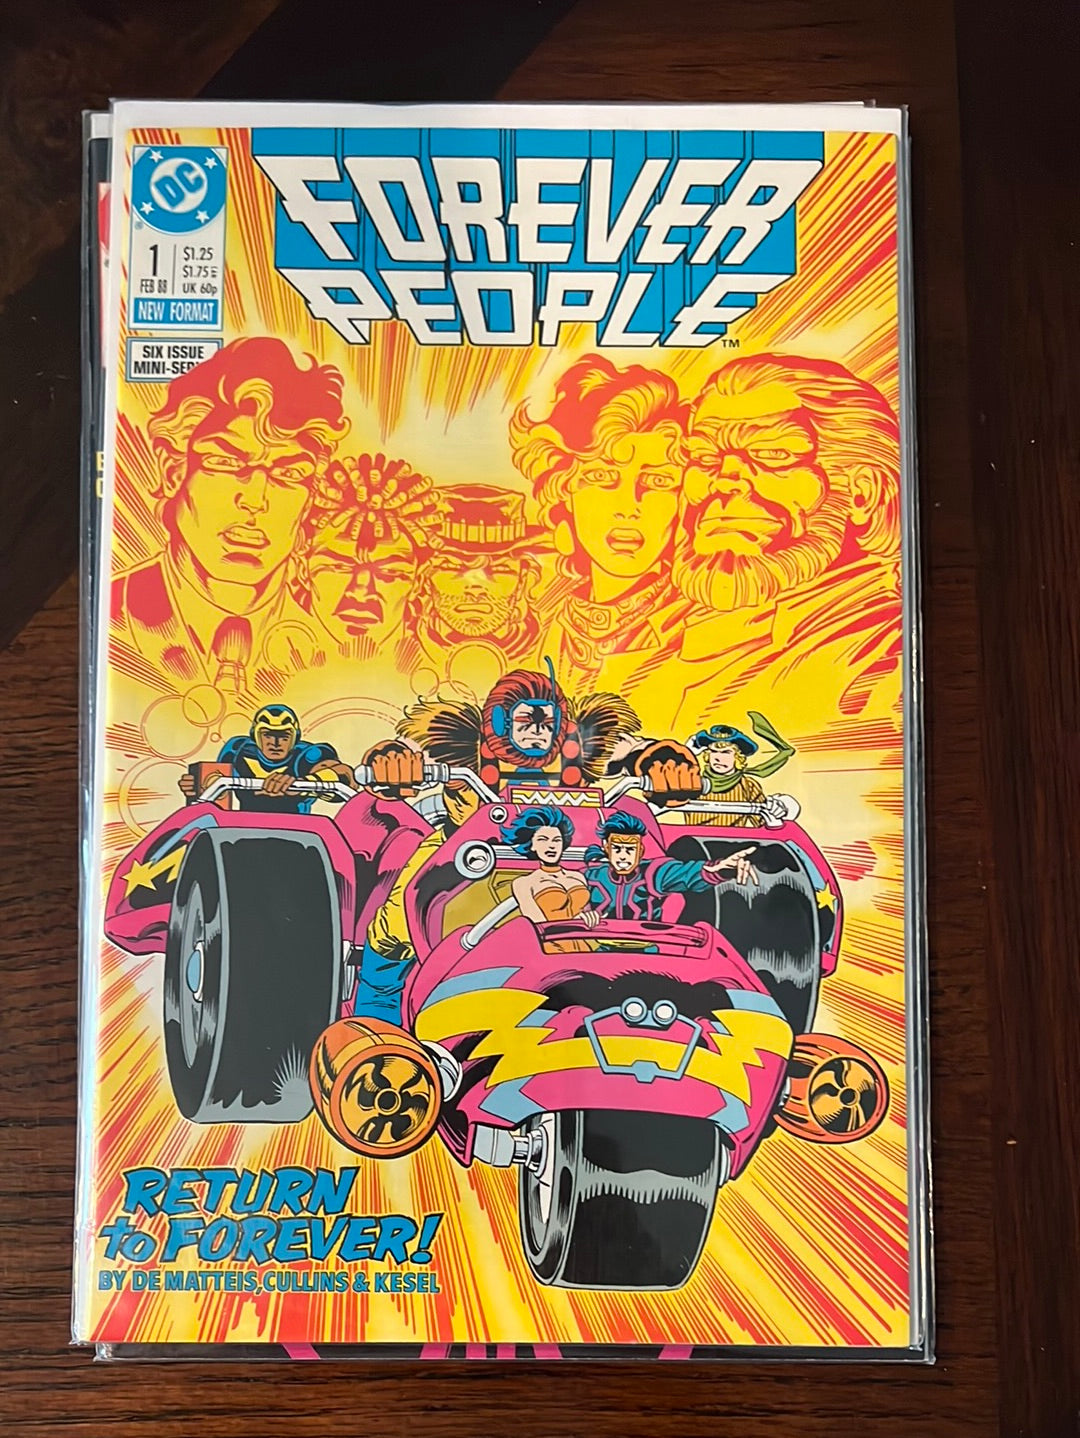 FOREVER
PEOPLE
TM
DC
®
1
FEB 88
$1.25
$1.75
UK 60p
NEW FORMAT
SIX ISSUE
RETURN
to FOREVER!
BY DE MATTEIS, CULLINS & KESEL